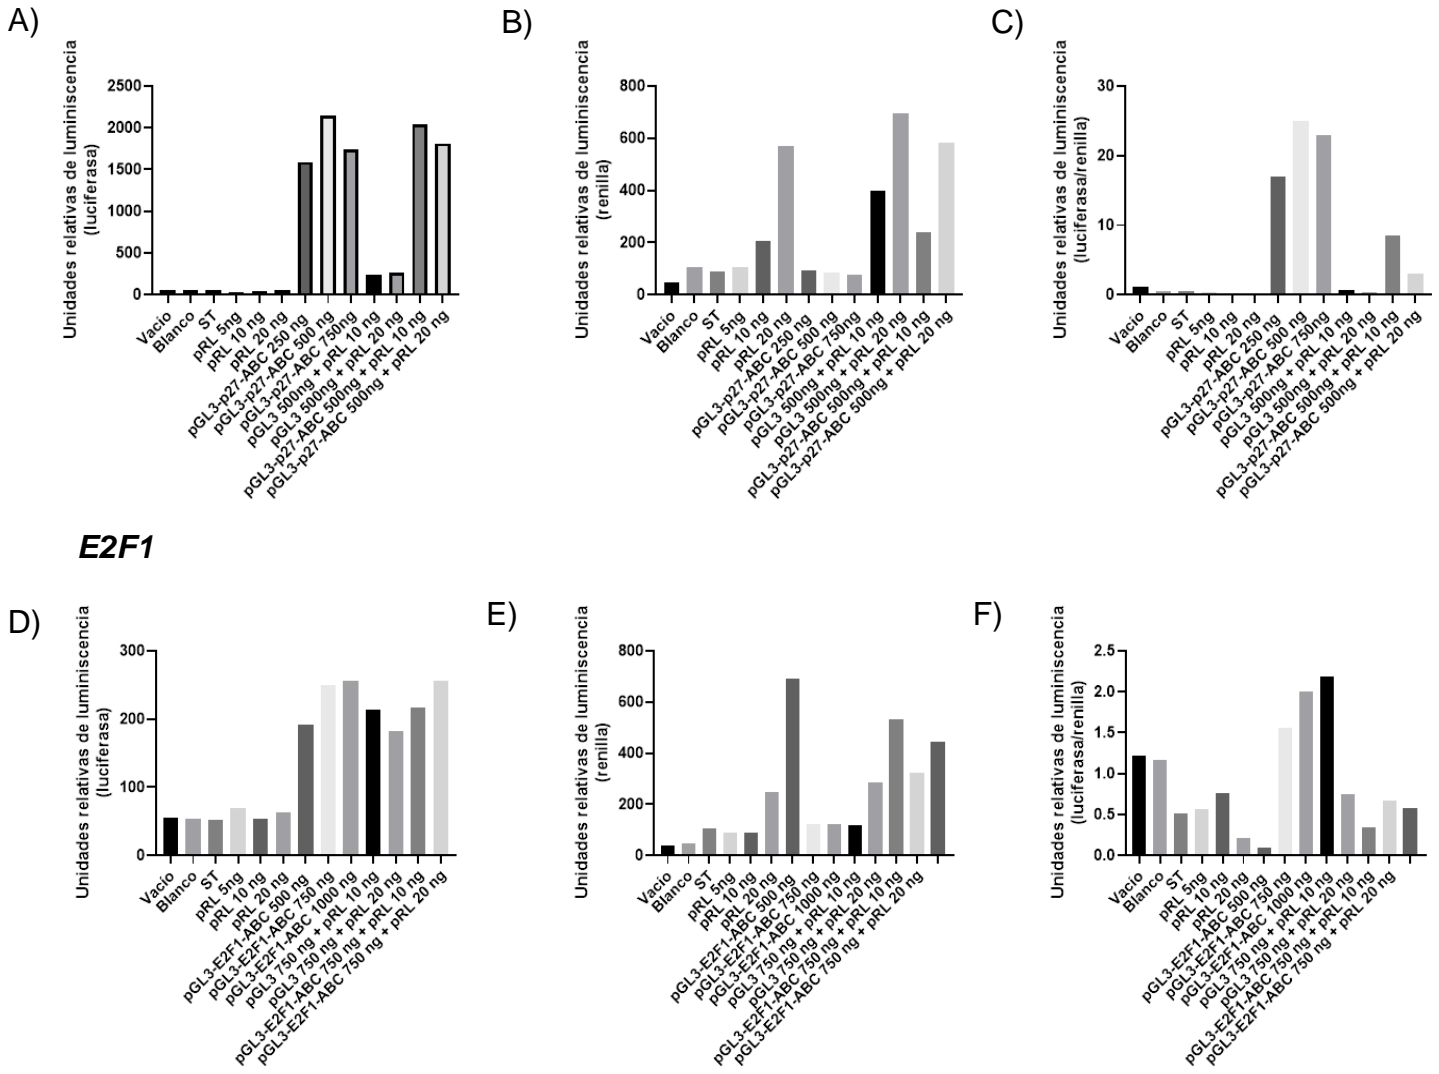 A)
Unidades relativas de luminiscencia
(luciferasa)
2500
2000
1500
1000
500
0
Vacio
Blanco
ST
pRL 5ng
pRL 10 ng
pRL 20 ng
pGL3-p27-ABC 250 ng
pGL3-p27-ABC 500 ng
pGL3-p27-ABC 750ng
pGL3 500ng + pRL 10 ng
pGL3 500ng + pRL 20 ng
pGL3-p27-ABC 500ng + pRL 10 ng
pGL3-p27-ABC 500ng + pRL 20 ng
B)
Unidades relativas de luminiscencia
(renilla)
800
600
400
200
0
Vacio
Blanco
ST
pRL 5ng
pRL 10 ng
pRL 20 ng
pGL3-p27-ABC 250 ng
pGL3-p27-ABC 500 ng
pGL3-p27-ABC 750ng
pGL3 500ng + pRL 10 ng
pGL3 500ng + pRL 20 ng
pGL3-p27-ABC 500ng + pRL 10 ng
pGL3-p27-ABC 500ng + pRL 20 ng
C)
Unidades relativas de luminiscencia
(luciferasa/renilla)
30
20
10
0
Vacio
Blanco
ST
pRL 5ng
pRL 10 ng
pRL 20 ng
pGL3-p27-ABC 250 ng
pGL3-p27-ABC 500 ng
pGL3-p27-ABC 750ng
pGL3 500ng + pRL 10 ng
pGL3 500ng + pRL 20 ng
pGL3-p27-ABC 500ng + pRL 10 ng
pGL3-p27-ABC 500ng + pRL 20 ng
E2F1
D)
Unidades relativas de luminiscencia
(luciferasa)
300
200
100
0
Vacio
Blanco
ST
pRL 5ng
pRL 10 ng
pRL 20 ng
pGL3-E2F1-ABC 500 ng
pGL3-E2F1-ABC 750 ng
pGL3-E2F1-ABC 1000 ng
pGL3 750 ng + pRL 10 ng
pGL3 750 ng + pRL 20 ng
pGL3-E2F1-ABC 750 ng + pRL 10 ng
pGL3-E2F1-ABC 750 ng + pRL 20 ng
E)
Unidades relativas de luminiscencia
(renilla)
800
600
400
200
0
Vacio
Blanco
ST
pRL 5ng
pRL 10 ng
pRL 20 ng
pGL3-E2F1-ABC 500 ng
pGL3-E2F1-ABC 750 ng
pGL3-E2F1-ABC 1000 ng
pGL3 750 ng + pRL 10 ng
pGL3 750 ng + pRL 20 ng
pGL3-E2F1-ABC 750 ng + pRL 10 ng
pGL3-E2F1-ABC 750 ng + pRL 20 ng
F)
Unidades relativas de luminiscencia
(luciferasa/renilla)
2.5
2.0
1.5
1.0
0.5
0.0
Vacio
Blanco
ST
pRL 5ng
pRL 10 ng
pRL 20 ng
pGL3-E2F1-ABC 500 ng
pGL3-E2F1-ABC 750 ng
pGL3-E2F1-ABC 1000 ng
pGL3 750 ng + pRL 10 ng
pGL3 750 ng + pRL 20 ng
pGL3-E2F1-ABC 750 ng + pRL 10 ng
pGL3-E2F1-ABC 750 ng + pRL 20 ng